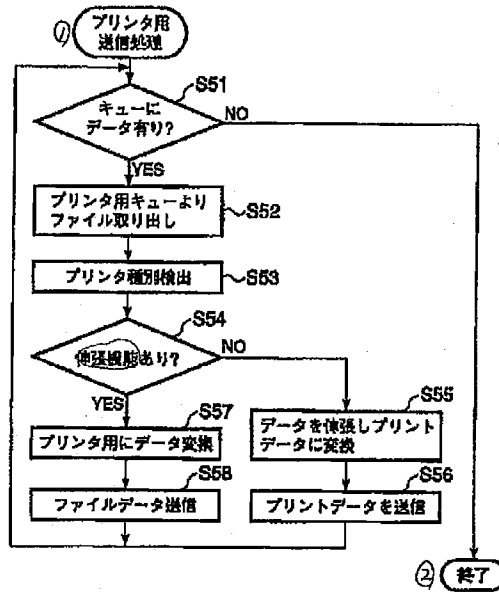 ①
プリンタ用
送信処理
S51
キューに
データ有り?
NO
YES
プリンタ用キューより
ファイル取り出し
S52
プリンタ種別検出
S53
S54
伸張機能あり?
NO
YES
S57
プリンタ用にデータ変換
S58
ファイルデータ送信
S55
データを伸張しプリント
データに変換
S56
プリントデータを送信
②
終了